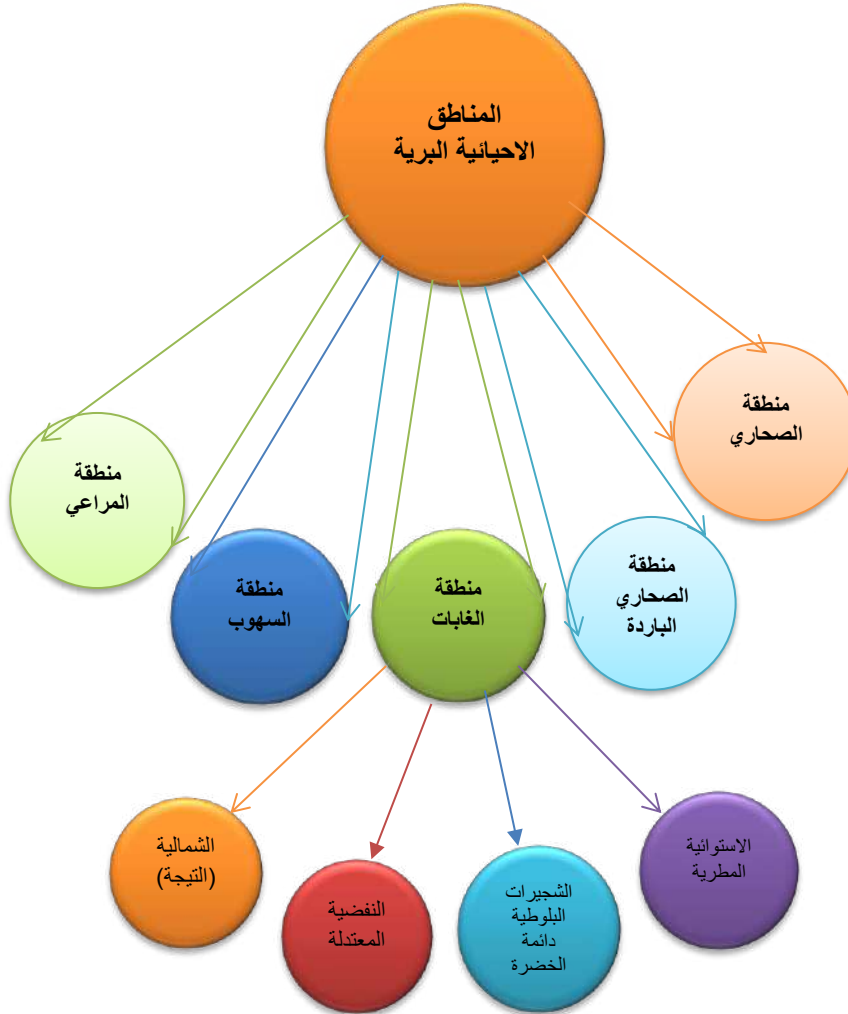 المناطق
الاحيائية البرية
منطقة
الصحاري
منطقة
المراعي
منطقة
السهوب
منطقة
الغابات
منطقة
الصحاري
الباردة
الشمالية
(التيجة)
النفضية
المعتدلة
الشجيرات
البلوطية
دائمة
الخضرة
الاستوائية
المطرية